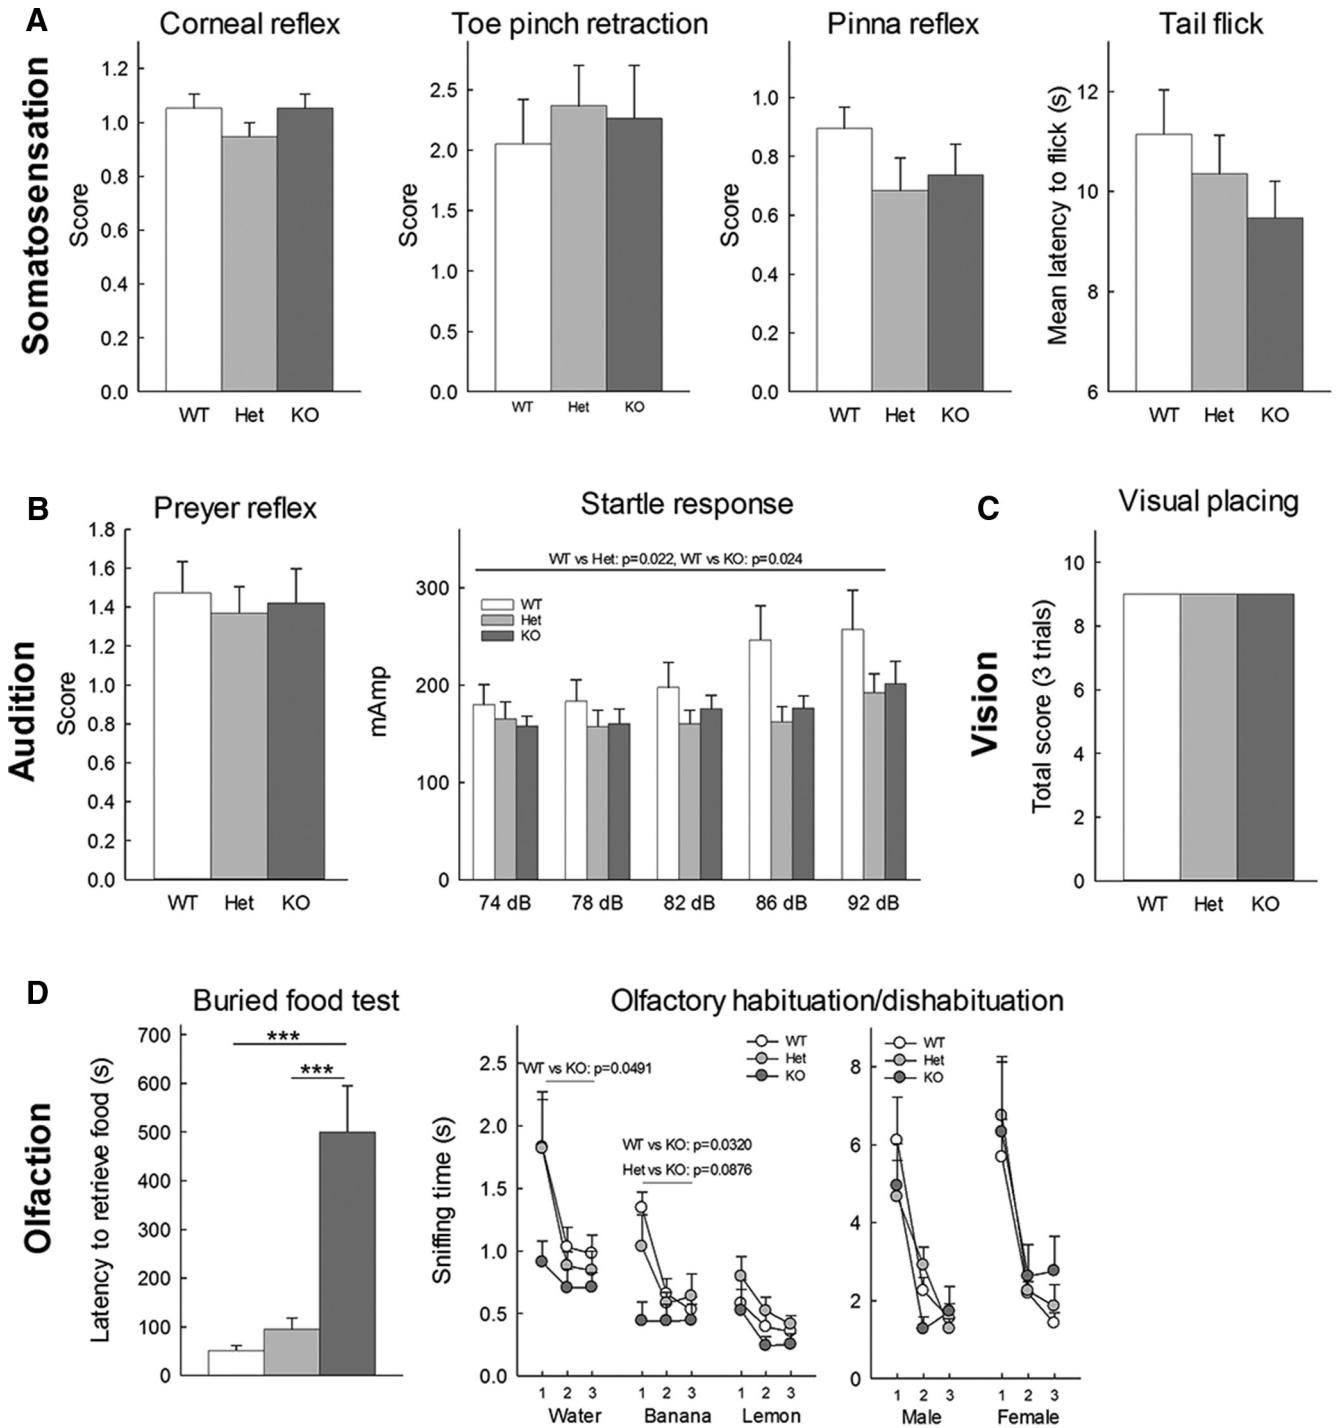 A
Somatosensation
Corneal reflex
Score
1.2
1.0
0.8
0.6
0.4
0.2
0.0
WT Het KO
Toe pinch retraction
Score
2.5
2.0
1.5
1.0
0.5
0.0
WT Het KO
Pinna reflex
Score
1.0
0.8
0.6
0.4
0.2
0.0
WT Het KO
Tail flick
Mean latency to flick (s)
12
10
8
6
WT Het KO
B
Audition
Preyer reflex
Score
1.8
1.6
1.4
1.2
1.0
0.8
0.6
0.4
0.2
0.0
WT Het KO
Startle response
WT vs Het: p=0.022, WT vs KO: p=0.024
WT
Het
KO
mAmp
300
200
100
0
74 dB 78 dB 82 dB 86 dB 92 dB
C
Vision
Visual placing
Total score (3 trials)
10
8
6
4
2
0
WT Het KO
D
Olfaction
Buried food test
Latency to retrieve food (s)
700
600
500
400
300
200
100
0
***
***
Olfactory habituation/dishabituation
Sniffing time (s)
2.5
2.0
1.5
1.0
0.5
0.0
WT
Het
KO
WT vs KO: p=0.0491
WT vs KO: p=0.0320
Het vs KO: p=0.0876
1 2 3 1 2 3 1 2 3
Water Banana Lemon
8
6
4
2
0
WT
Het
KO
1 2 3 1 2 3
Male Female